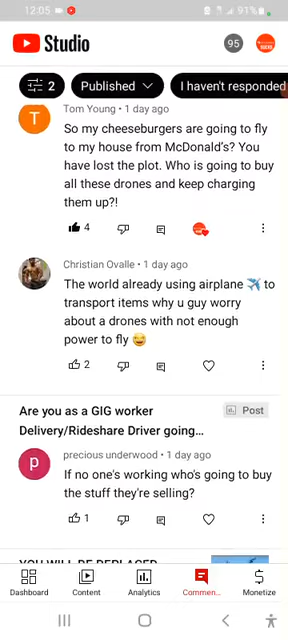 12:05
91%
Studio
95
2
Published
I haven't responded
Tom Young • 1 day ago
So my cheeseburgers are going to fly
to my house from McDonald's? You
have lost the plot. Who is going to buy
all these drones and keep charging
them up?!
4
Christian Ovalle • 1 day ago
The world already using airplane ✈️ to
transport items why u guy worry
about a drones with not enough
power to fly 😅
2
Are you as a GIG worker
Post
Delivery/Rideshare Driver going...
precious underwood • 1 day ago
If no one's working who's going to buy
the stuff they're selling?
1
Dashboard
Content
Analytics
Commen...
Monetize